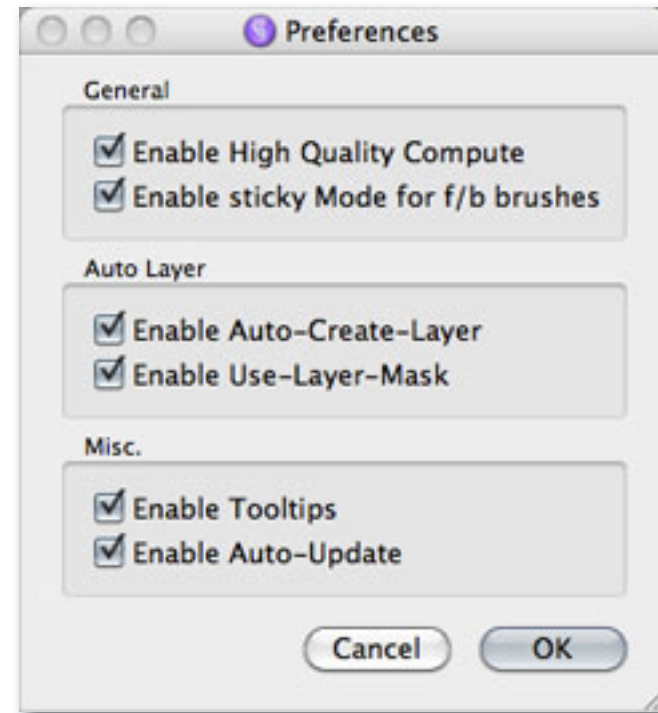 Preferences
General
Enable High Quality Compute
Enable sticky Mode for f/b brushes
Auto Layer
Enable Auto-Create-Layer
Enable Use-Layer-Mask
Misc.
Enable Tooltips
Enable Auto-Update
Cancel OK